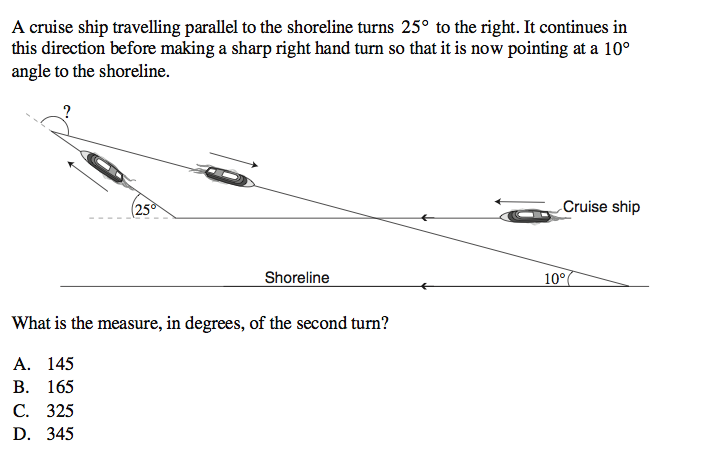 A cruise ship travelling parallel to the shoreline turns 25° to the right. It continues in
this direction before making a sharp right hand turn so that it is now pointing at a 10°
angle to the shoreline.
?
25°
Cruise ship
Shoreline
10°
What is the measure, in degrees, of the second turn?
A. 145
B. 165
C. 325
D. 345